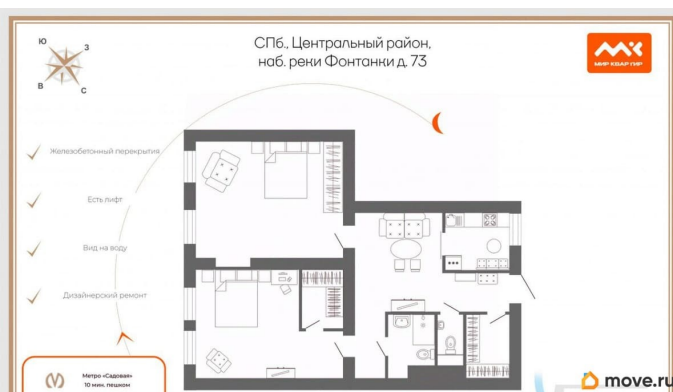 Ю
З
В
С
СПб., Центральный район,
наб. реки Фонтанки д. 73
МИР КВАРТИР
Железобетонный перекрытия
Есть лифт
Вид на воду
Дизайнерский ремонт
Метро «Садовая»
10 мин. пешком
move.ru